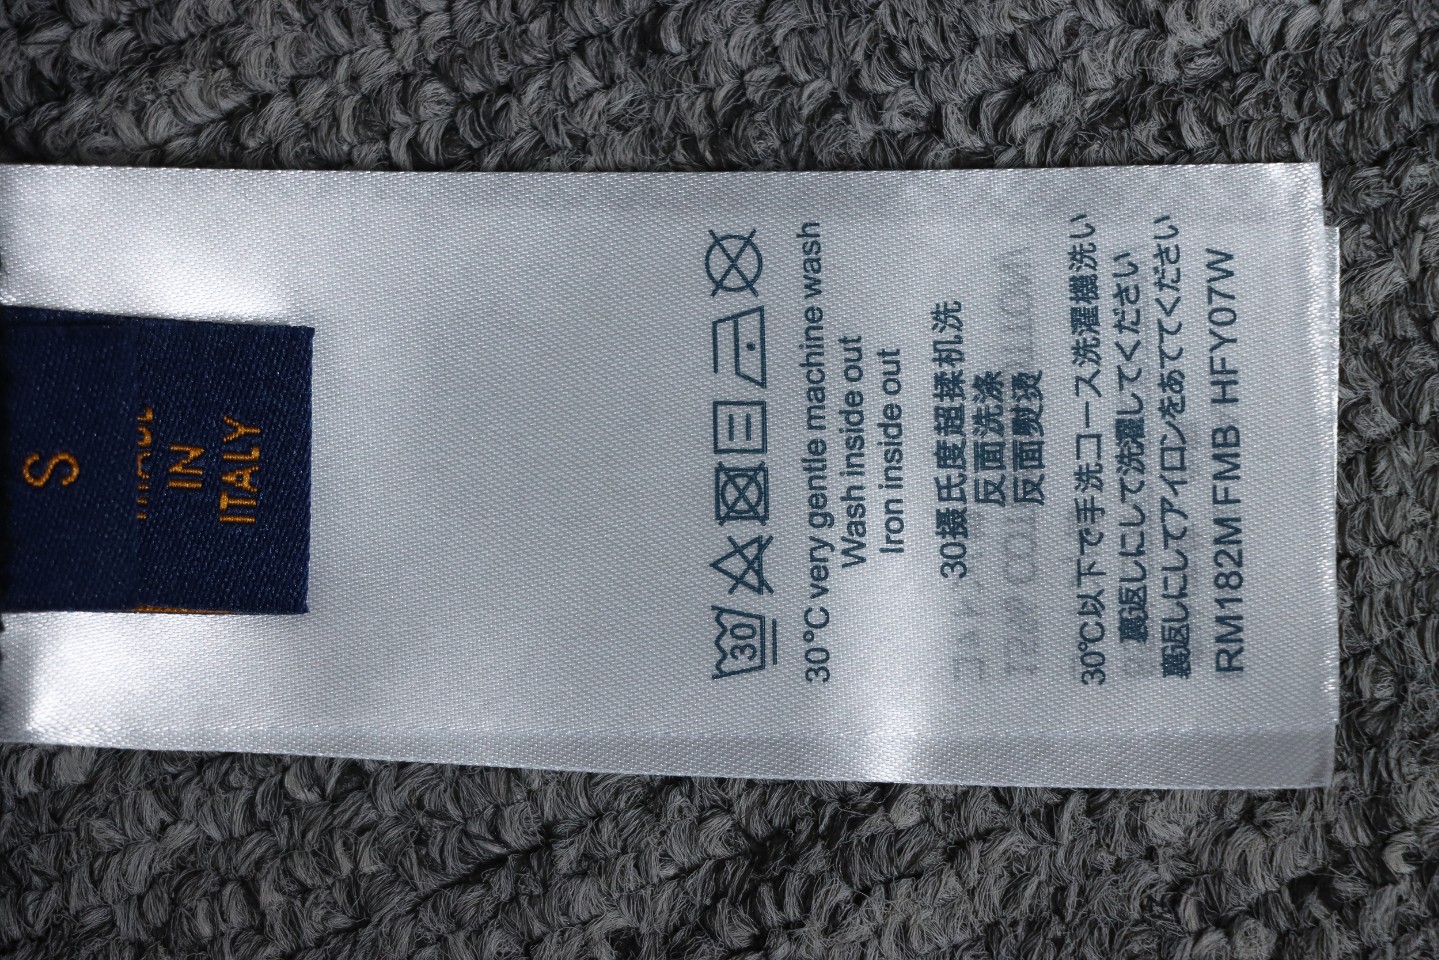 S
MADE
IN
ITALY
30
30°C very gentle machine wash
Wash inside out
Iron inside out
30摄氏度超揉机洗
反面洗涤
反面熨烫
30℃以下で手洗コース洗濯機洗い
裏返しにして洗濯してください
裏返しにしてアイロンをあててください
RM182M FMB HFY07W